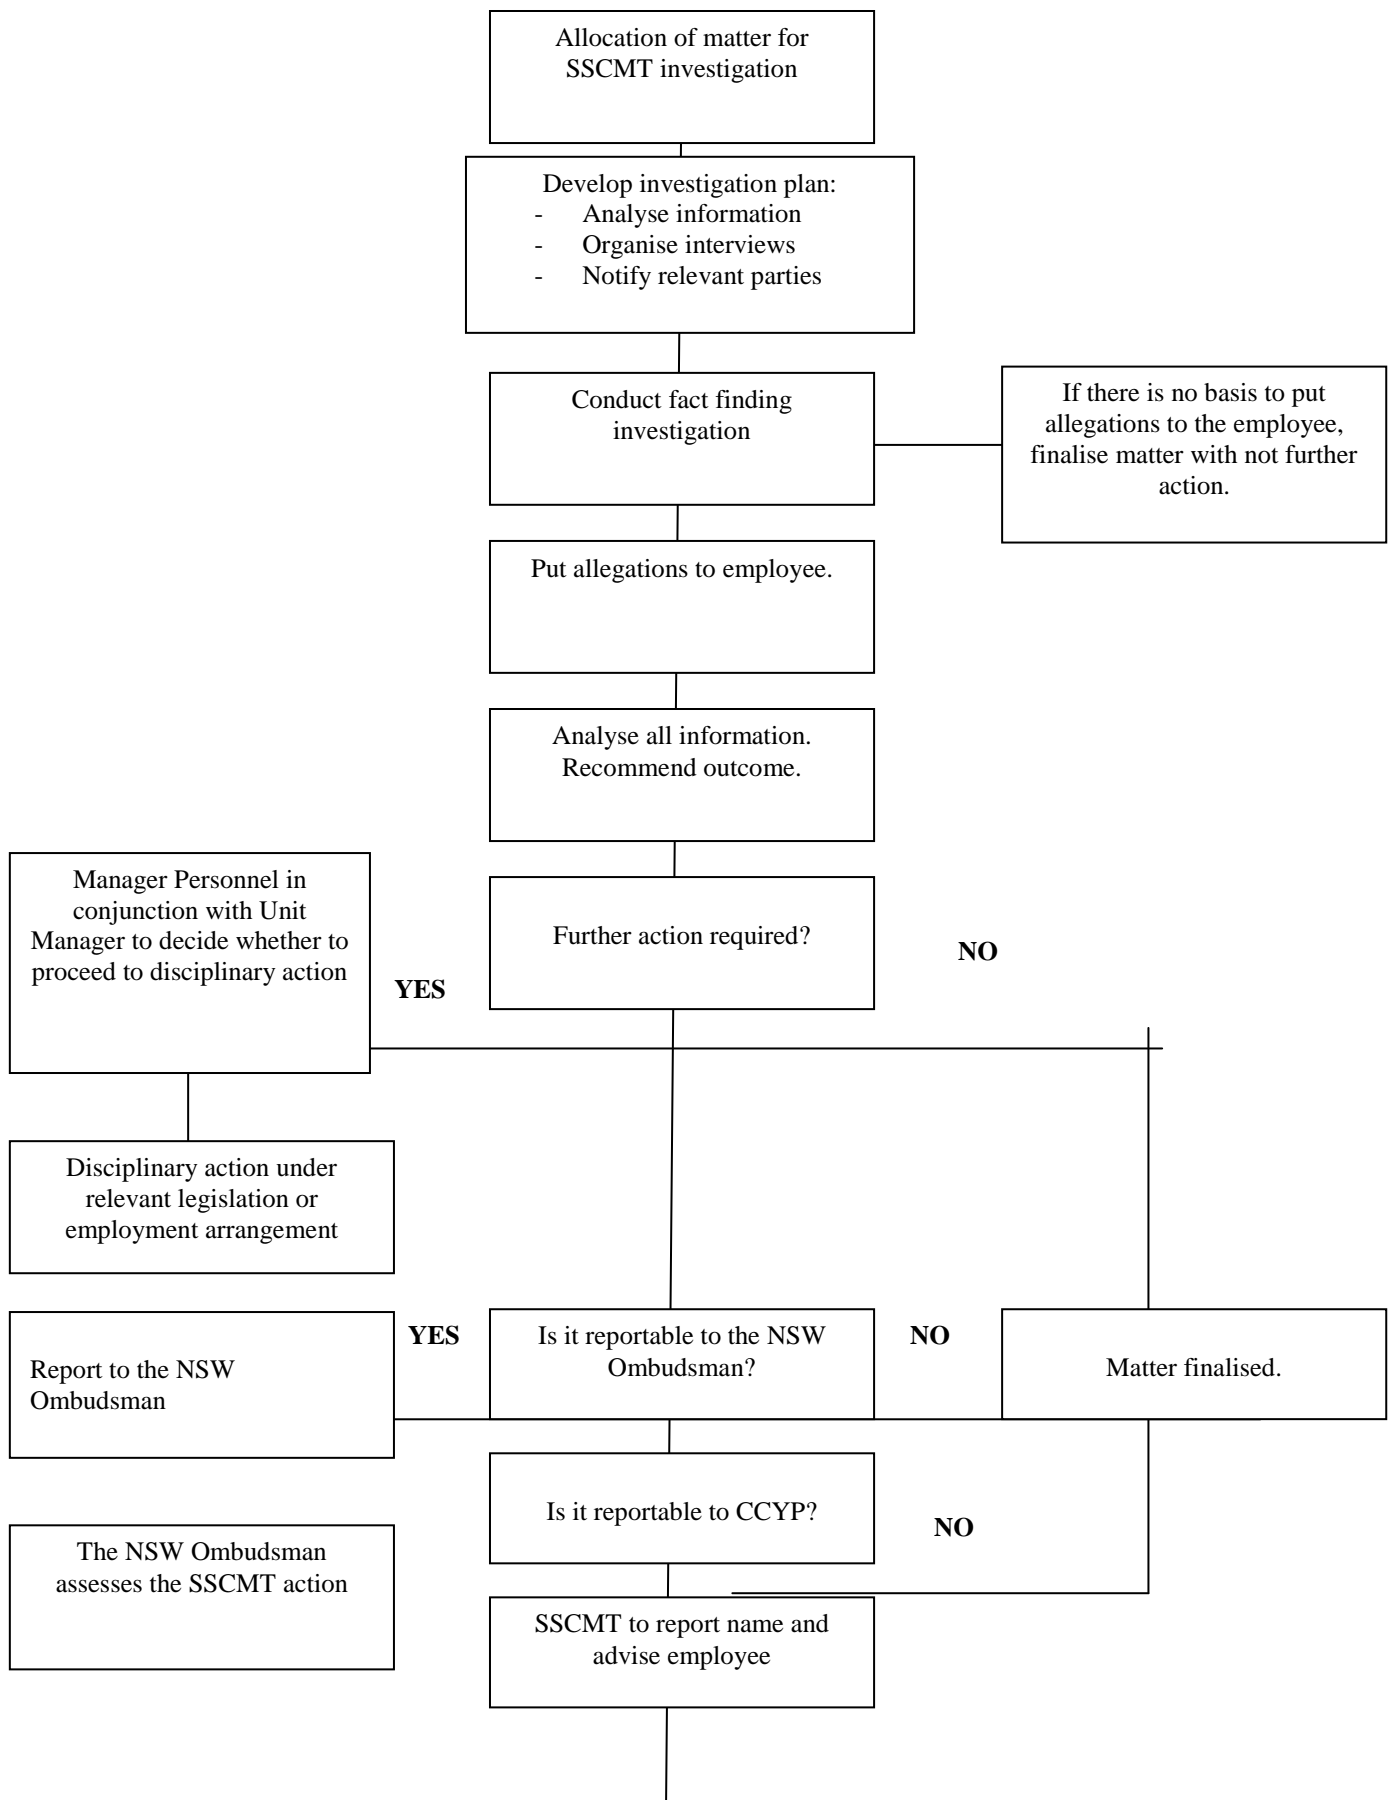 Allocation of matter for
SSCMT investigation
Develop investigation plan:
- Analyse information
- Organise interviews
- Notify relevant parties
Conduct fact finding
investigation
If there is no basis to put
allegations to the employee,
finalise matter with not further
action.
Put allegations to employee.
Analyse all information.
Recommend outcome.
Manager Personnel in
conjunction with Unit
Manager to decide whether to
proceed to disciplinary action
YES
Further action required?
NO
Disciplinary action under
relevant legislation or
employment arrangement
Report to the NSW
Ombudsman
YES
Is it reportable to the NSW
Ombudsman?
NO
Matter finalised.
Is it reportable to CCYP?
NO
The NSW Ombudsman
assesses the SSCMT action
SSCMT to report name and
advise employee